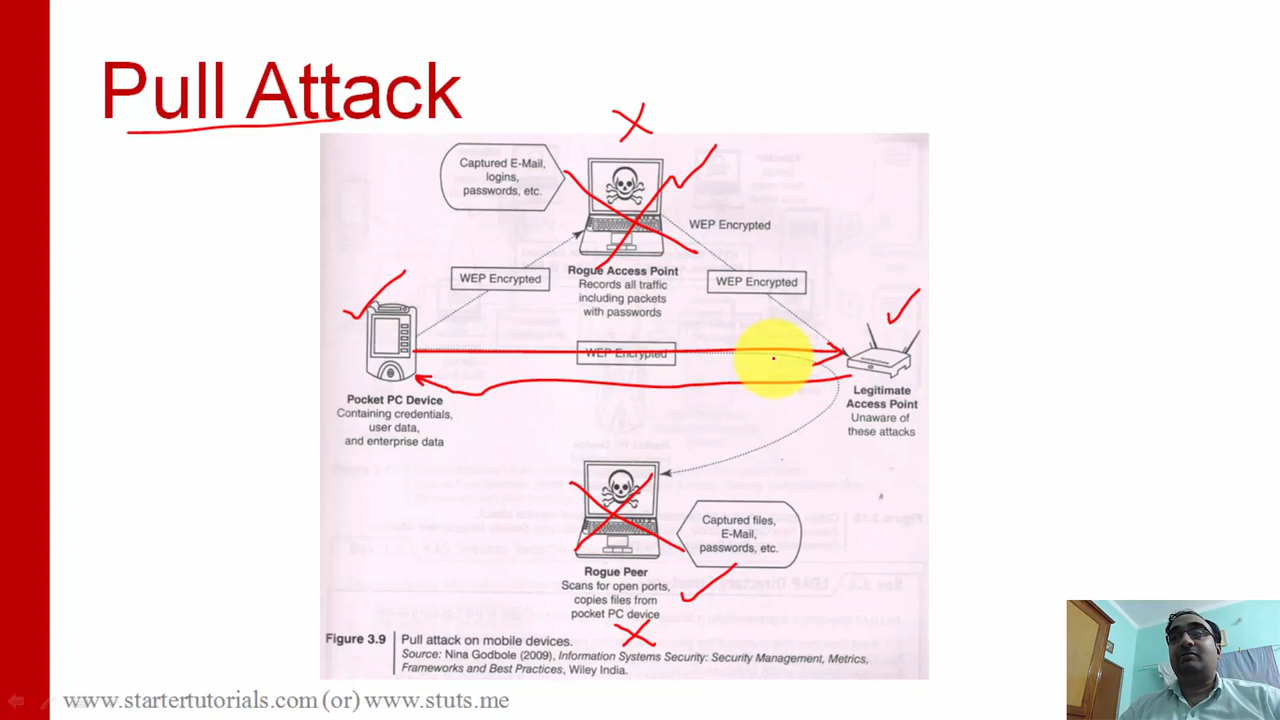 Pull Attack
Captured E-Mail,
logins,
passwords, etc.
WEP Encrypted
WEP Encrypted
Rogue Access Point
Records all traffic
including packets
with passwords
WEP Encrypted
WEP Encrypted
Pocket PC Device
Containing credentials,
user data,
and enterprise data
Legitimate
Access Point
Unaware of
these attacks
Captured files,
E-Mail,
passwords, etc.
Rogue Peer
Scans for open ports,
copies files from
pocket PC device
Figure 3.9 Pull attack on mobile devices.
Source: Nina Godbole (2009), Information Systems Security: Security Management, Metrics,
Frameworks and Best Practices, Wiley India.
www.startertutorials.com (or) www.stuts.me